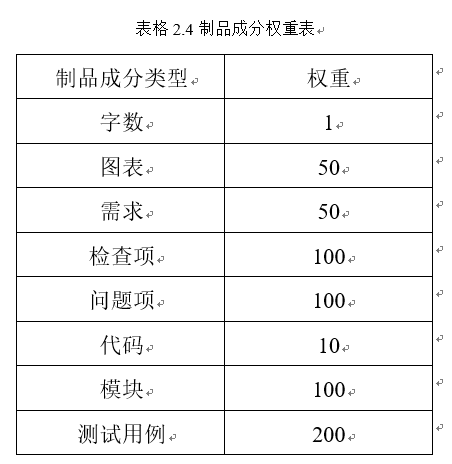 表格 2.4 制品成分权重表
制品成分类型 权重
字数 1
图表 50
需求 50
检查项 100
问题项 100
代码 10
模块 100
测试用例 200